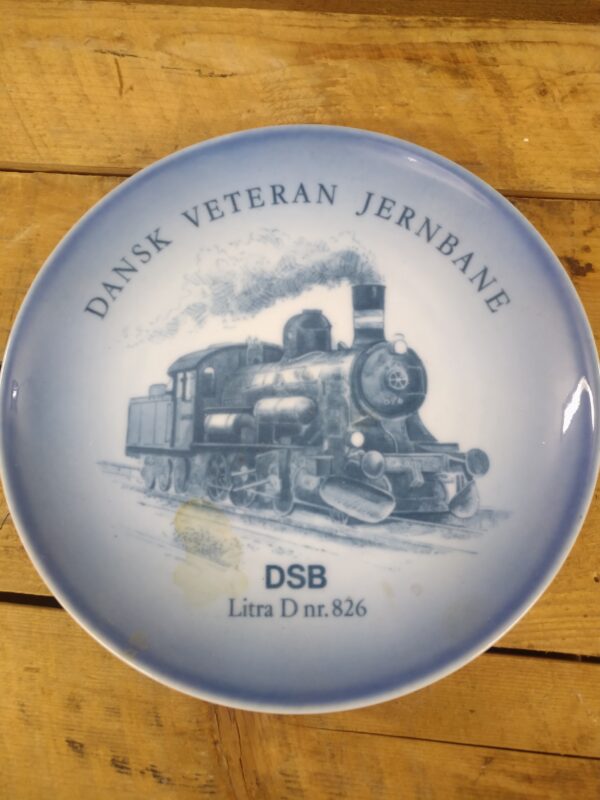 DANSK VETERAN JERNBANE
DSB
Litra D nr. 826